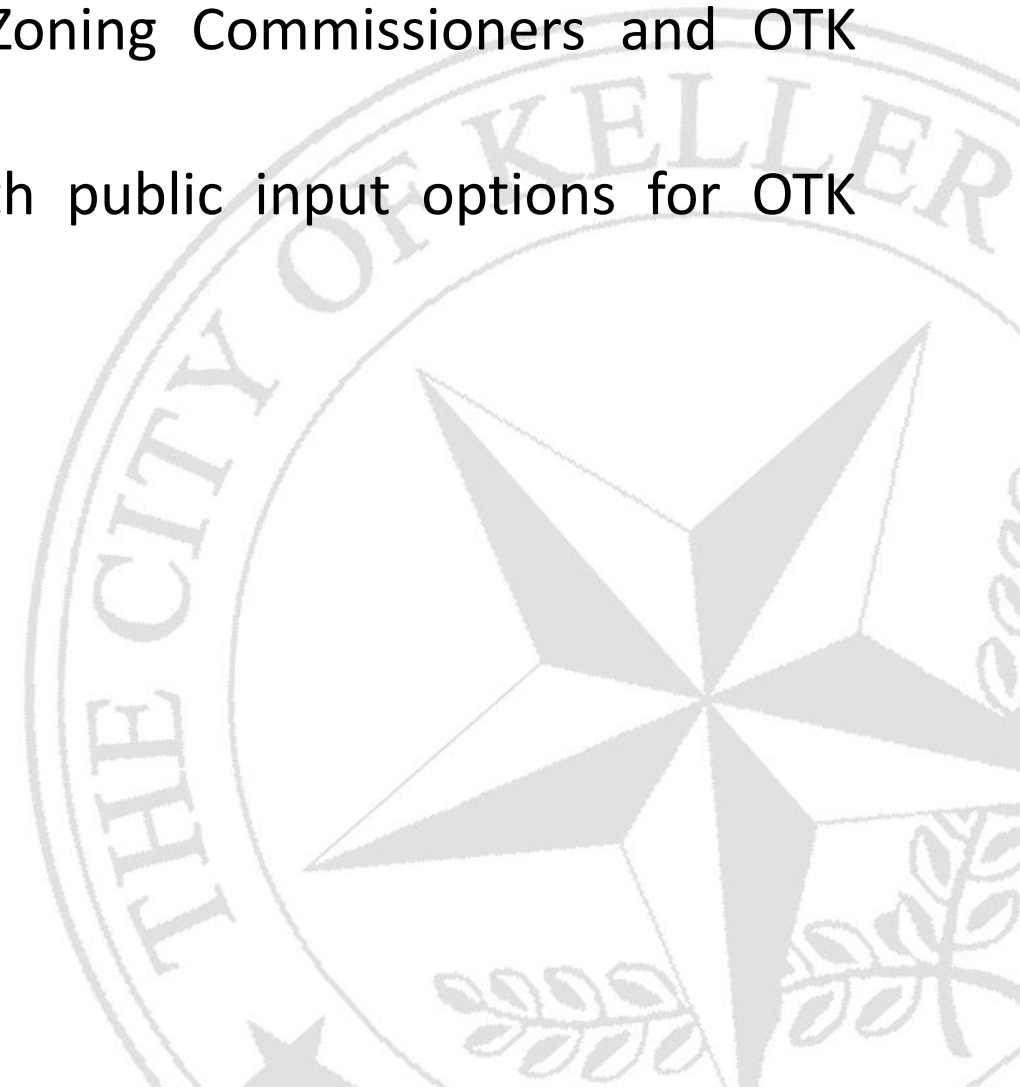 Zoning Commissioners and OTK
public input options for OTK
THE CITY OF KELLER